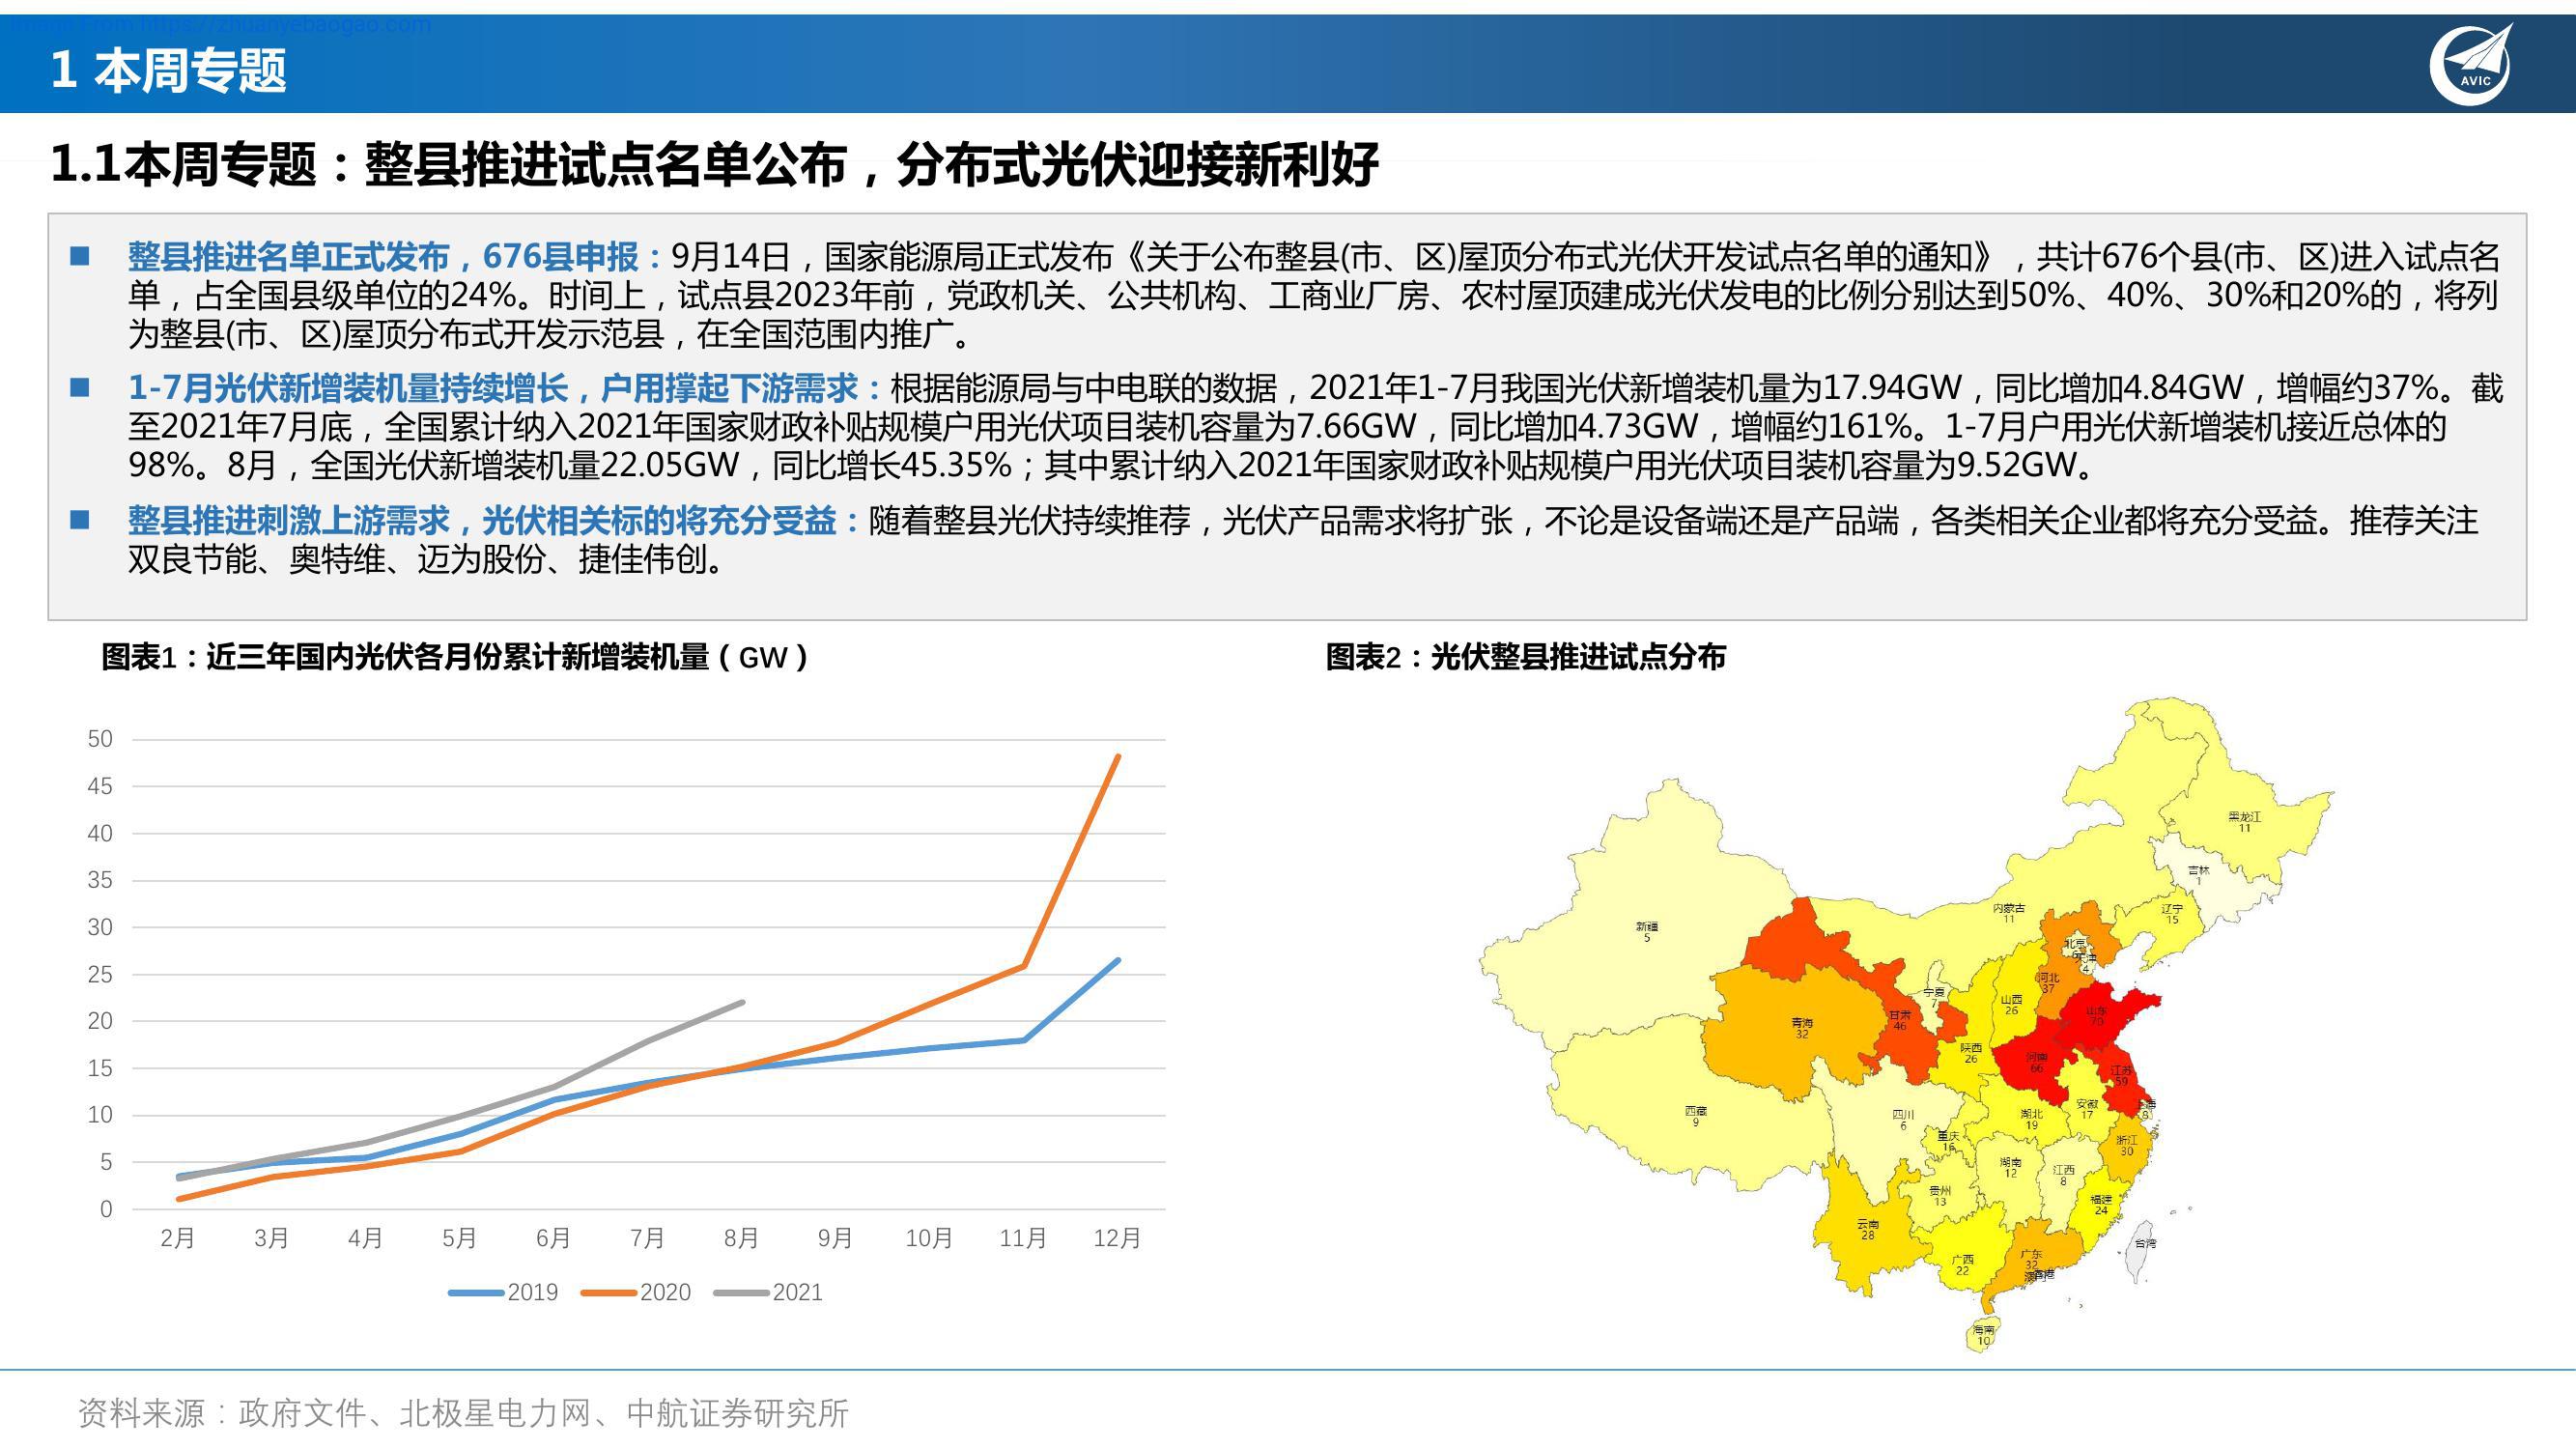 Image From https://zhuanyebaogao.com
1 本周专题
AVIC
1.1本周专题：整县推进试点名单公布，分布式光伏迎接新利好
■ 整县推进名单正式发布，676县申报：9月14日，国家能源局正式发布《关于公布整县(市、区)屋顶分布式光伏开发试点名单的通知》，共计676个县(市、区)进入试点名
单，占全国县级单位的24%。时间上，试点县2023年前，党政机关、公共机构、工商业厂房、农村屋顶建成光伏发电的比例分别达到50%、40%、30%和20%的，将列
为整县(市、区)屋顶分布式开发示范县，在全国范围内推广。
■ 1-7月光伏新增装机量持续增长，户用撑起下游需求：根据能源局与中电联的数据，2021年1-7月我国光伏新增装机量为17.94GW，同比增加4.84GW，增幅约37%。截
至2021年7月底，全国累计纳入2021年国家财政补贴规模户用光伏项目装机容量为7.66GW，同比增加4.73GW，增幅约161%。1-7月户用光伏新增装机接近总体的
98%。8月，全国光伏新增装机量22.05GW，同比增长45.35%；其中累计纳入2021年国家财政补贴规模户用光伏项目装机容量为9.52GW。
■ 整县推进刺激上游需求，光伏相关标的将充分受益：随着整县光伏持续推荐，光伏产品需求将扩张，不论是设备端还是产品端，各类相关企业都将充分受益。推荐关注
双良节能、奥特维、迈为股份、捷佳伟创。
图表1：近三年国内光伏各月份累计新增装机量（GW）
50
45
40
35
30
25
20
15
10
5
0
2月 3月 4月 5月 6月 7月 8月 9月 10月 11月 12月
2019 2020 2021
图表2：光伏整县推进试点分布
黑龙江
11
吉林
1
辽宁
15
内蒙古
11
新疆
5
北京
天津
4
河北
37
山西
26
宁夏
7
山东
70
甘肃
46
青海
32
陕西
26
河南
66
江苏
59
安徽
17
上海
8
湖北
19
西藏
9
四川
6
重庆
16
浙江
30
湖南
12
江西
8
贵州
13
福建
24
云南
28
广西
22
广东
32
香港
台湾
海南
10
资料来源：政府文件、北极星电力网、中航证券研究所